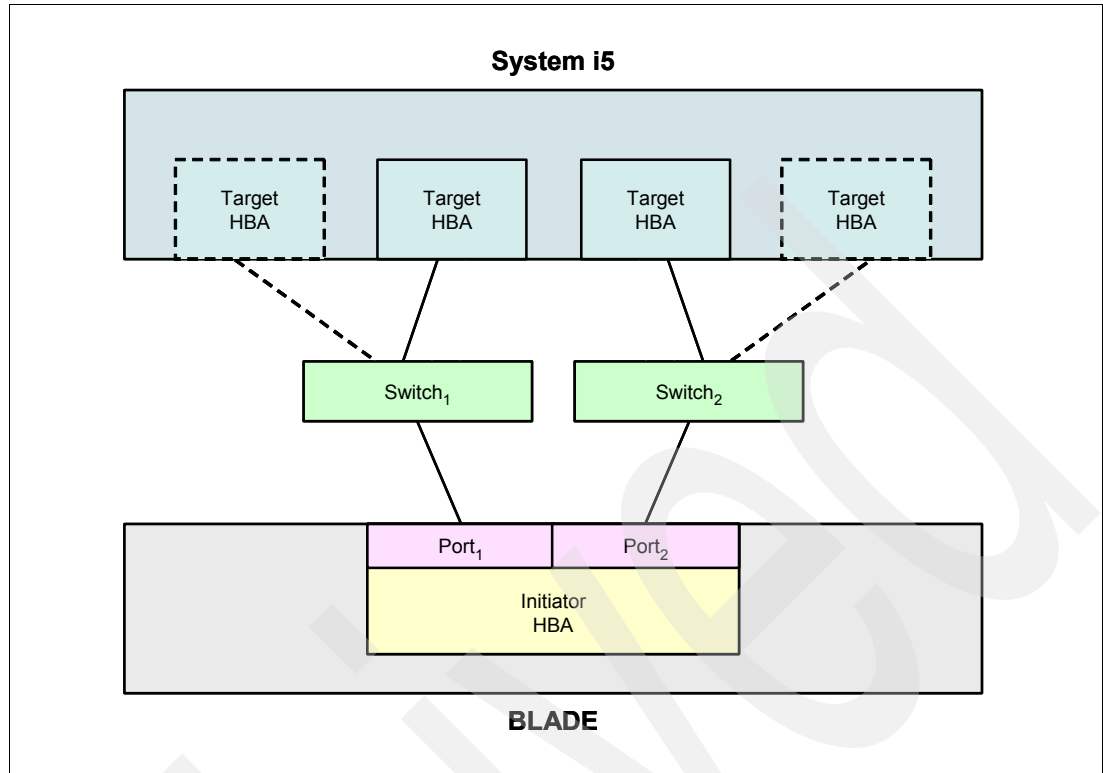 System i5
Target
HBA
Target
HBA
Target
HBA
Target
HBA
Switch₁
Switch₂
Port₁
Port₂
Initiator
HBA
BLADE